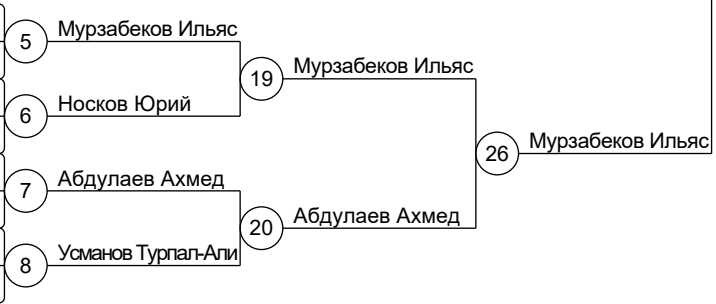 5 Мурзабеков Ильяс
19 Мурзабеков Ильяс
6 Носков Юрий
26 Мурзабеков Ильяс
7 Абдулаев Ахмед
20 Абдулаев Ахмед
8 Усманов Турпал-Али